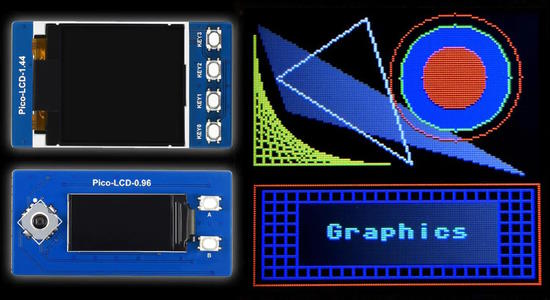 Pico-LCD-1.44
KEY3
KEY2
KEY1
KEY0
Pico-LCD-0.96
A
B
Graphics